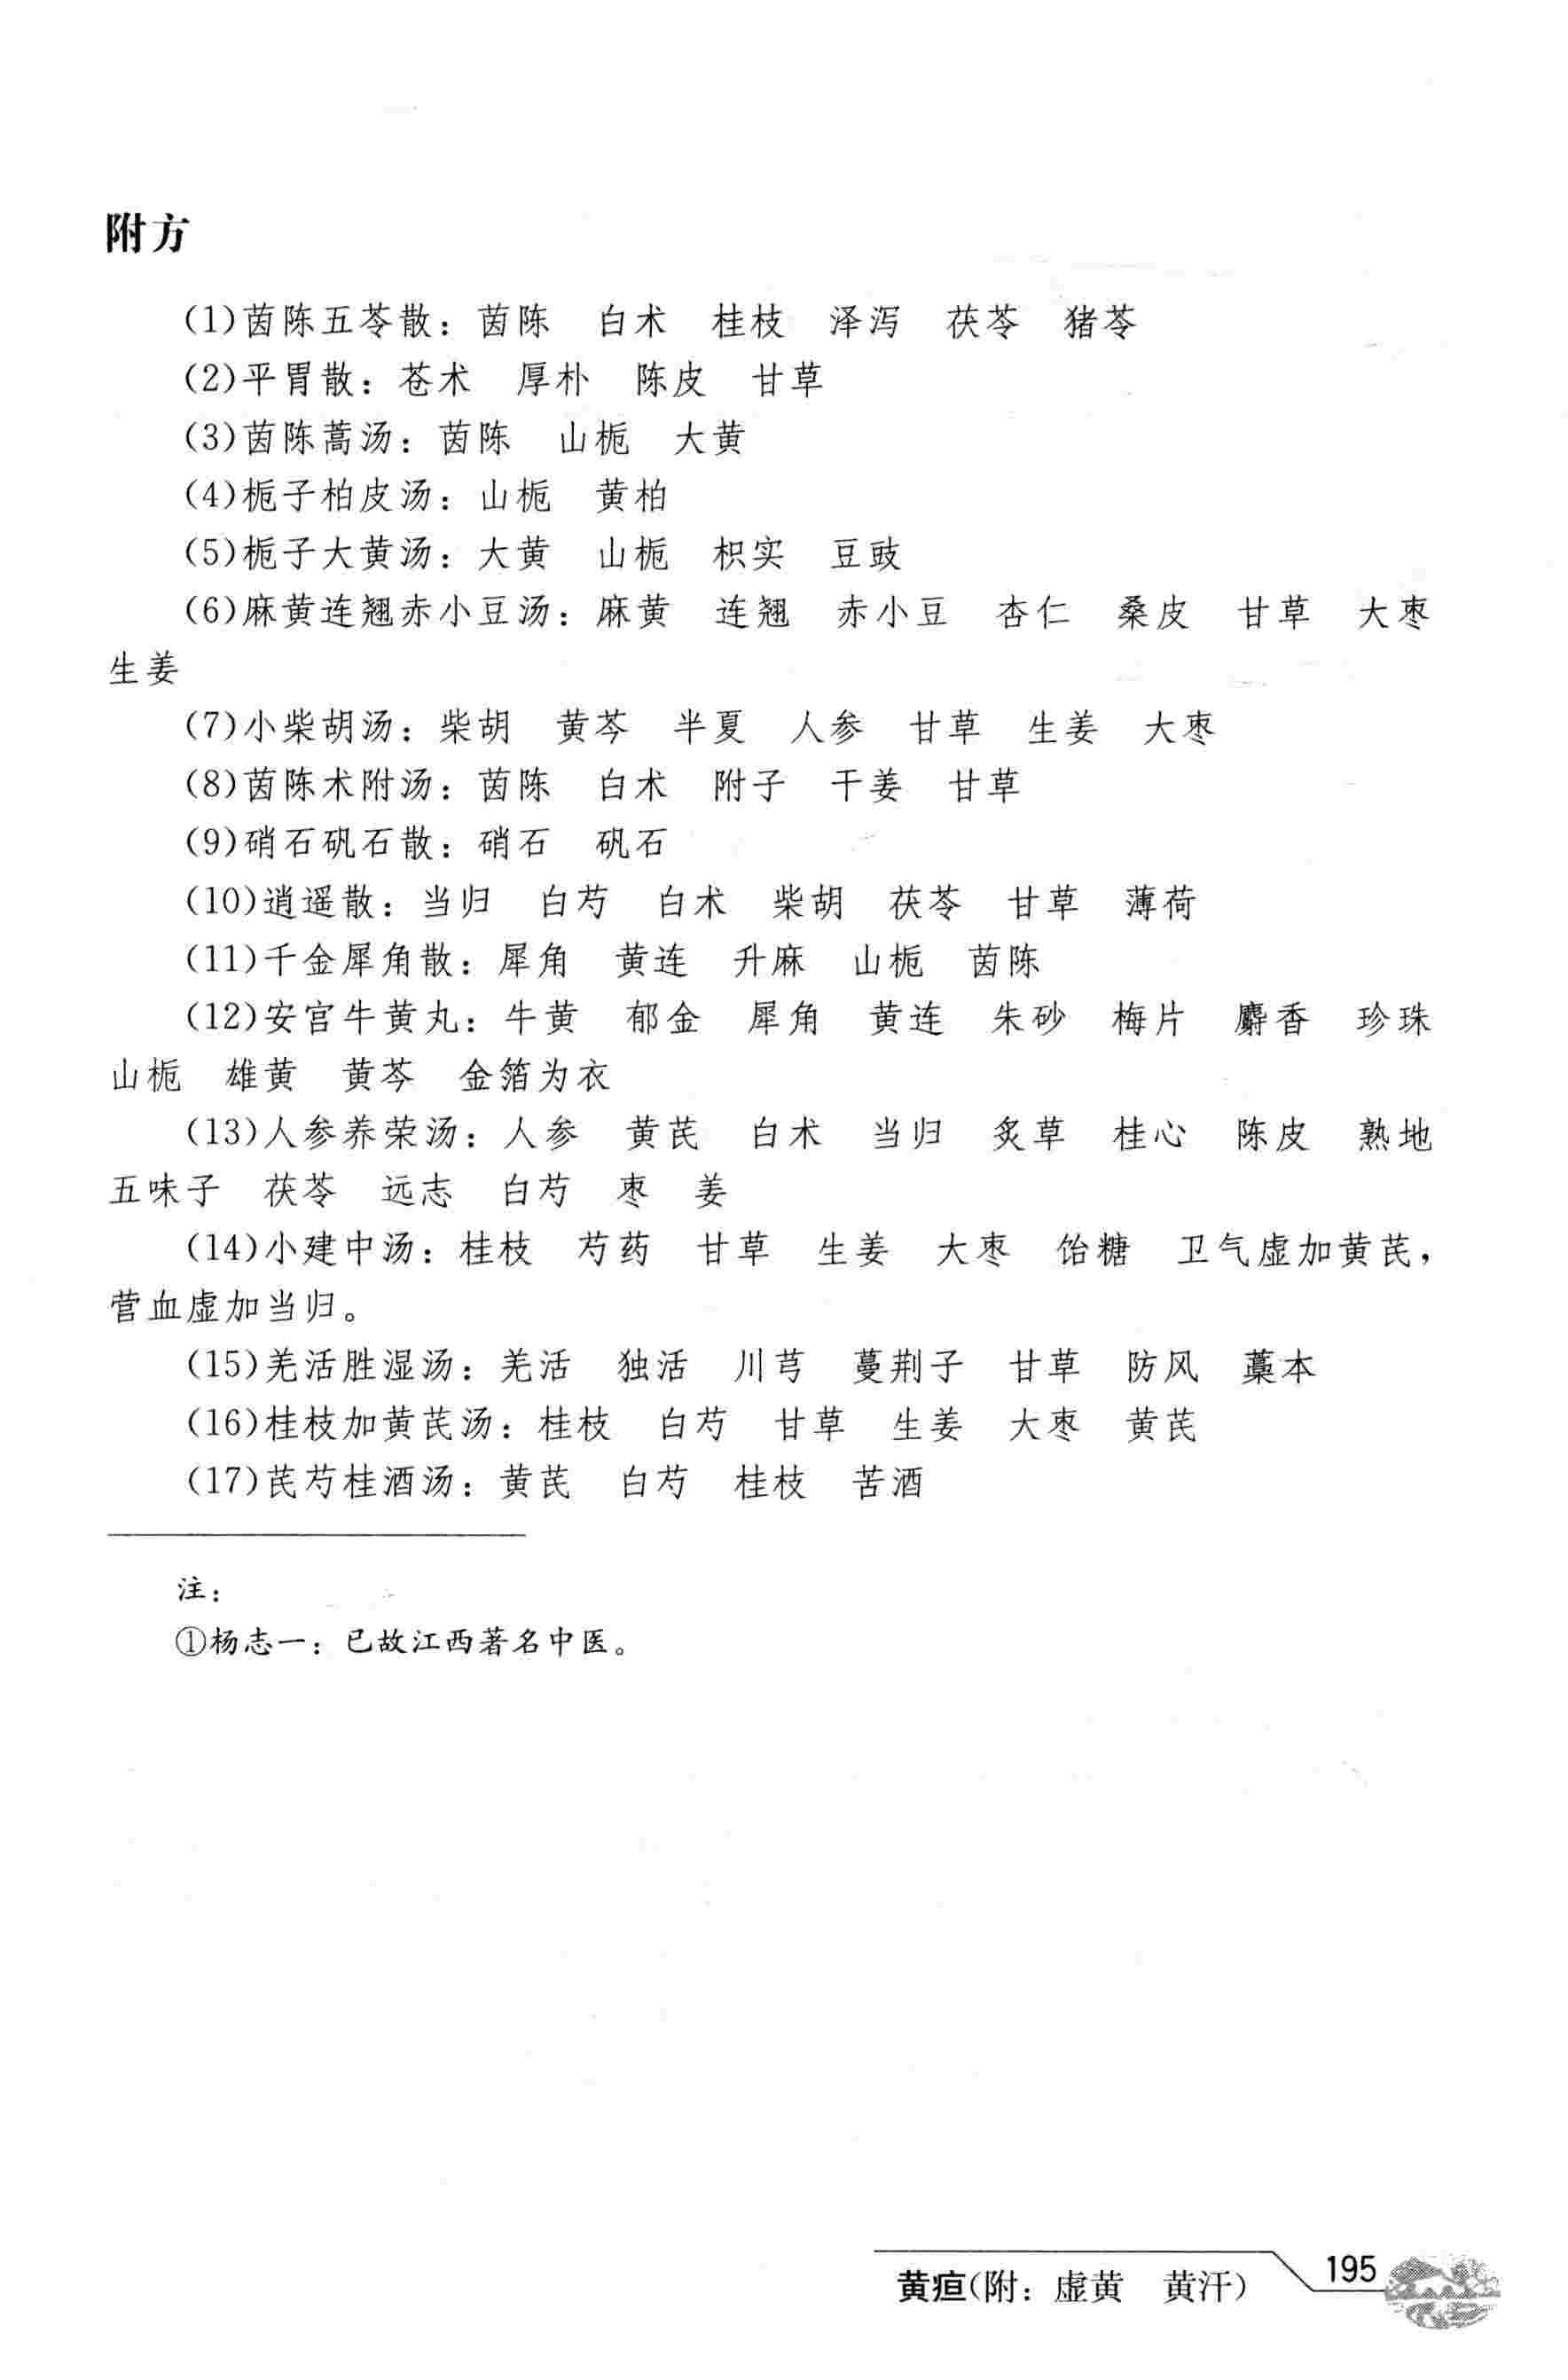 附方
(1)茵陈五苓散：茵陈　白术　桂枝　泽泻　茯苓　猪苓
(2)平胃散：苍术　厚朴　陈皮　甘草
(3)茵陈蒿汤：茵陈　山栀　大黄
(4)栀子柏皮汤：山栀　黄柏
(5)栀子大黄汤：大黄　山栀　枳实　豆豉
(6)麻黄连翘赤小豆汤：麻黄　连翘　赤小豆　杏仁　桑皮　甘草　大枣
生姜
(7)小柴胡汤：柴胡　黄芩　半夏　人参　甘草　生姜　大枣
(8)茵陈术附汤：茵陈　白术　附子　干姜　甘草
(9)硝石矾石散：硝石　矾石
(10)逍遥散：当归　白芍　白术　柴胡　茯苓　甘草　薄荷
(11)千金犀角散：犀角　黄连　升麻　山栀　茵陈
(12)安宫牛黄丸：牛黄　郁金　犀角　黄连　朱砂　梅片　麝香　珍珠
山栀　雄黄　黄芩　金箔为衣
(13)人参养荣汤：人参　黄芪　白术　当归　炙草　桂心　陈皮　熟地
五味子　茯苓　远志　白芍　枣　姜
(14)小建中汤：桂枝　芍药　甘草　生姜　大枣　饴糖　卫气虚加黄芪，
营血虚加当归。
(15)羌活胜湿汤：羌活　独活　川芎　蔓荆子　甘草　防风　藁本
(16)桂枝加黄芪汤：桂枝　白芍　甘草　生姜　大枣　黄芪
(17)芪芍桂酒汤：黄芪　白芍　桂枝　苦酒
注：
①杨志一：已故江西著名中医。
黄疸(附：虚黄　黄汗)　195